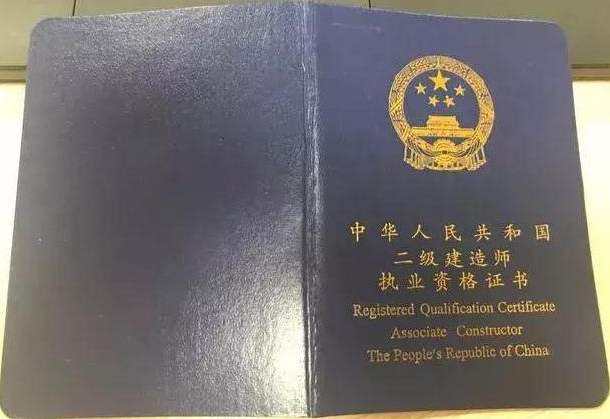 中华人民共和国
二级建造师
执业资格证书
Registered Qualification Certificate
Associate Constructor
The People's Republic of China